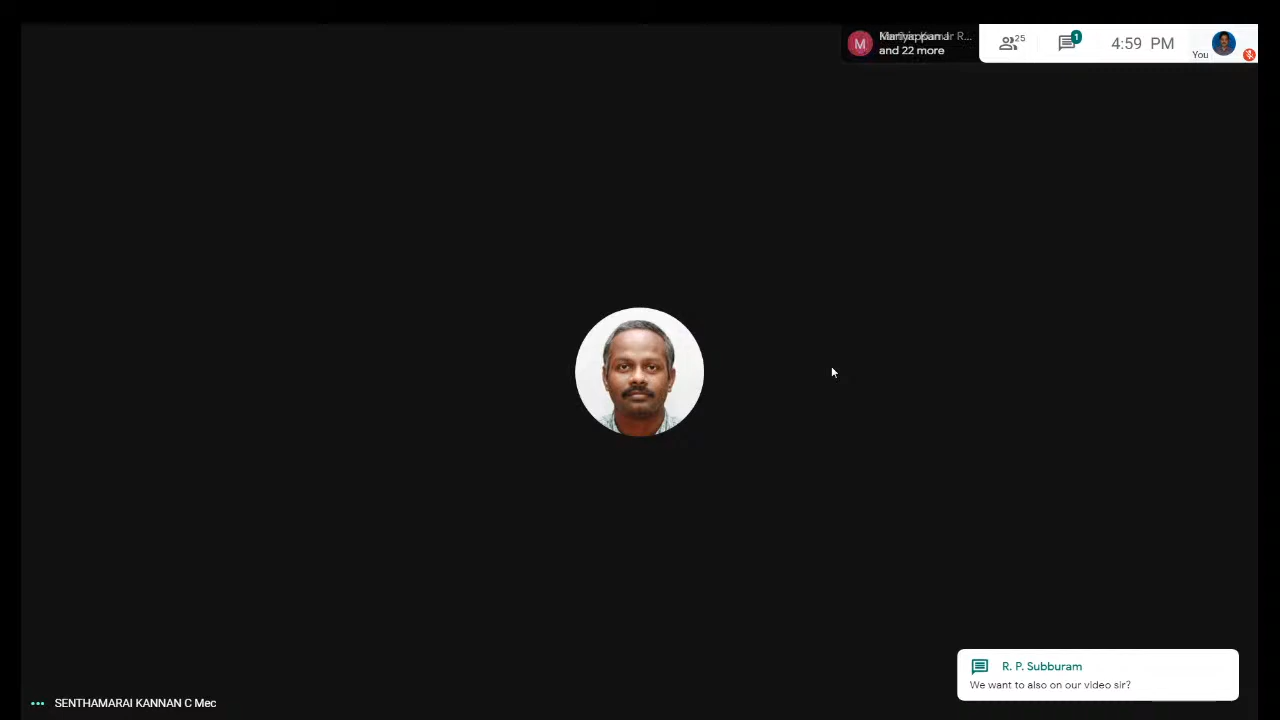 M
and 22 more
25
1
4:59 PM
You
R. P. Subburam
We want to also on our video sir?
SENTHAMARAI KANNAN C Mec